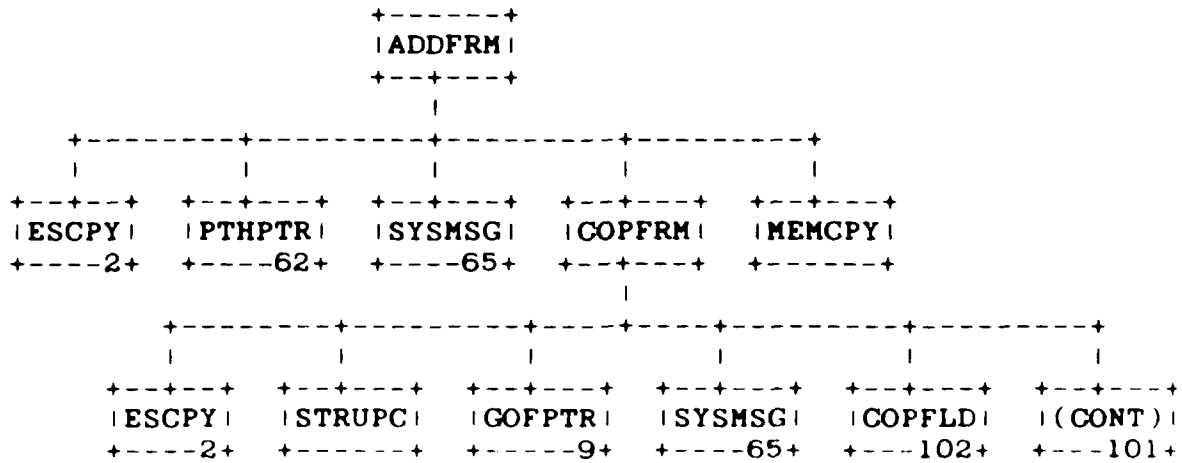 ADDFRM
ESCPY PTHPTR SYSMSG COPFRM MEMCPY
2 62 65
ESCPY STRUPC GOFPTR SYSMSG COPFLD (CONT)
2 9 65 102 101